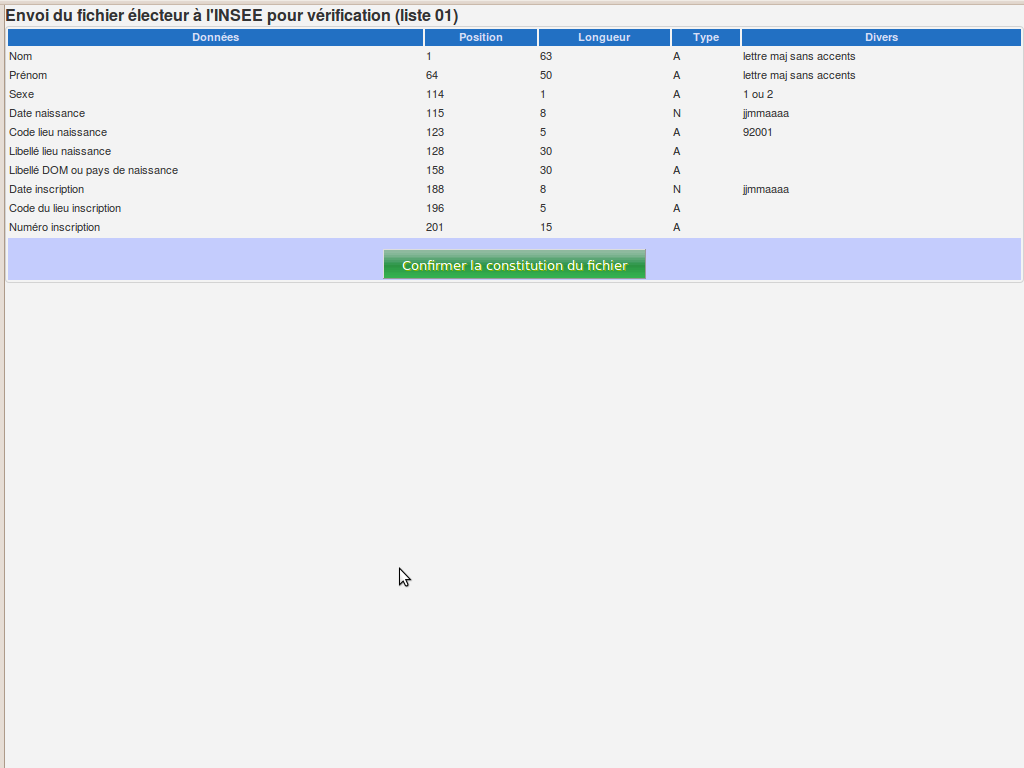 Envoi du fichier électeur à l'INSEE pour vérification (liste 01)
Données Position Longueur Type Divers
Nom 1 63 A lettre maj sans accents
Prénom 64 50 A lettre maj sans accents
Sexe 114 1 A 1 ou 2
Date naissance 115 8 N jjmmaaaa
Code lieu naissance 123 5 A 92001
Libellé lieu naissance 128 30 A
Libellé DOM ou pays de naissance 158 30 A
Date inscription 188 8 N jjmmaaaa
Code du lieu inscription 196 5 A
Numéro inscription 201 15 A
Confirmer la constitution du fichier